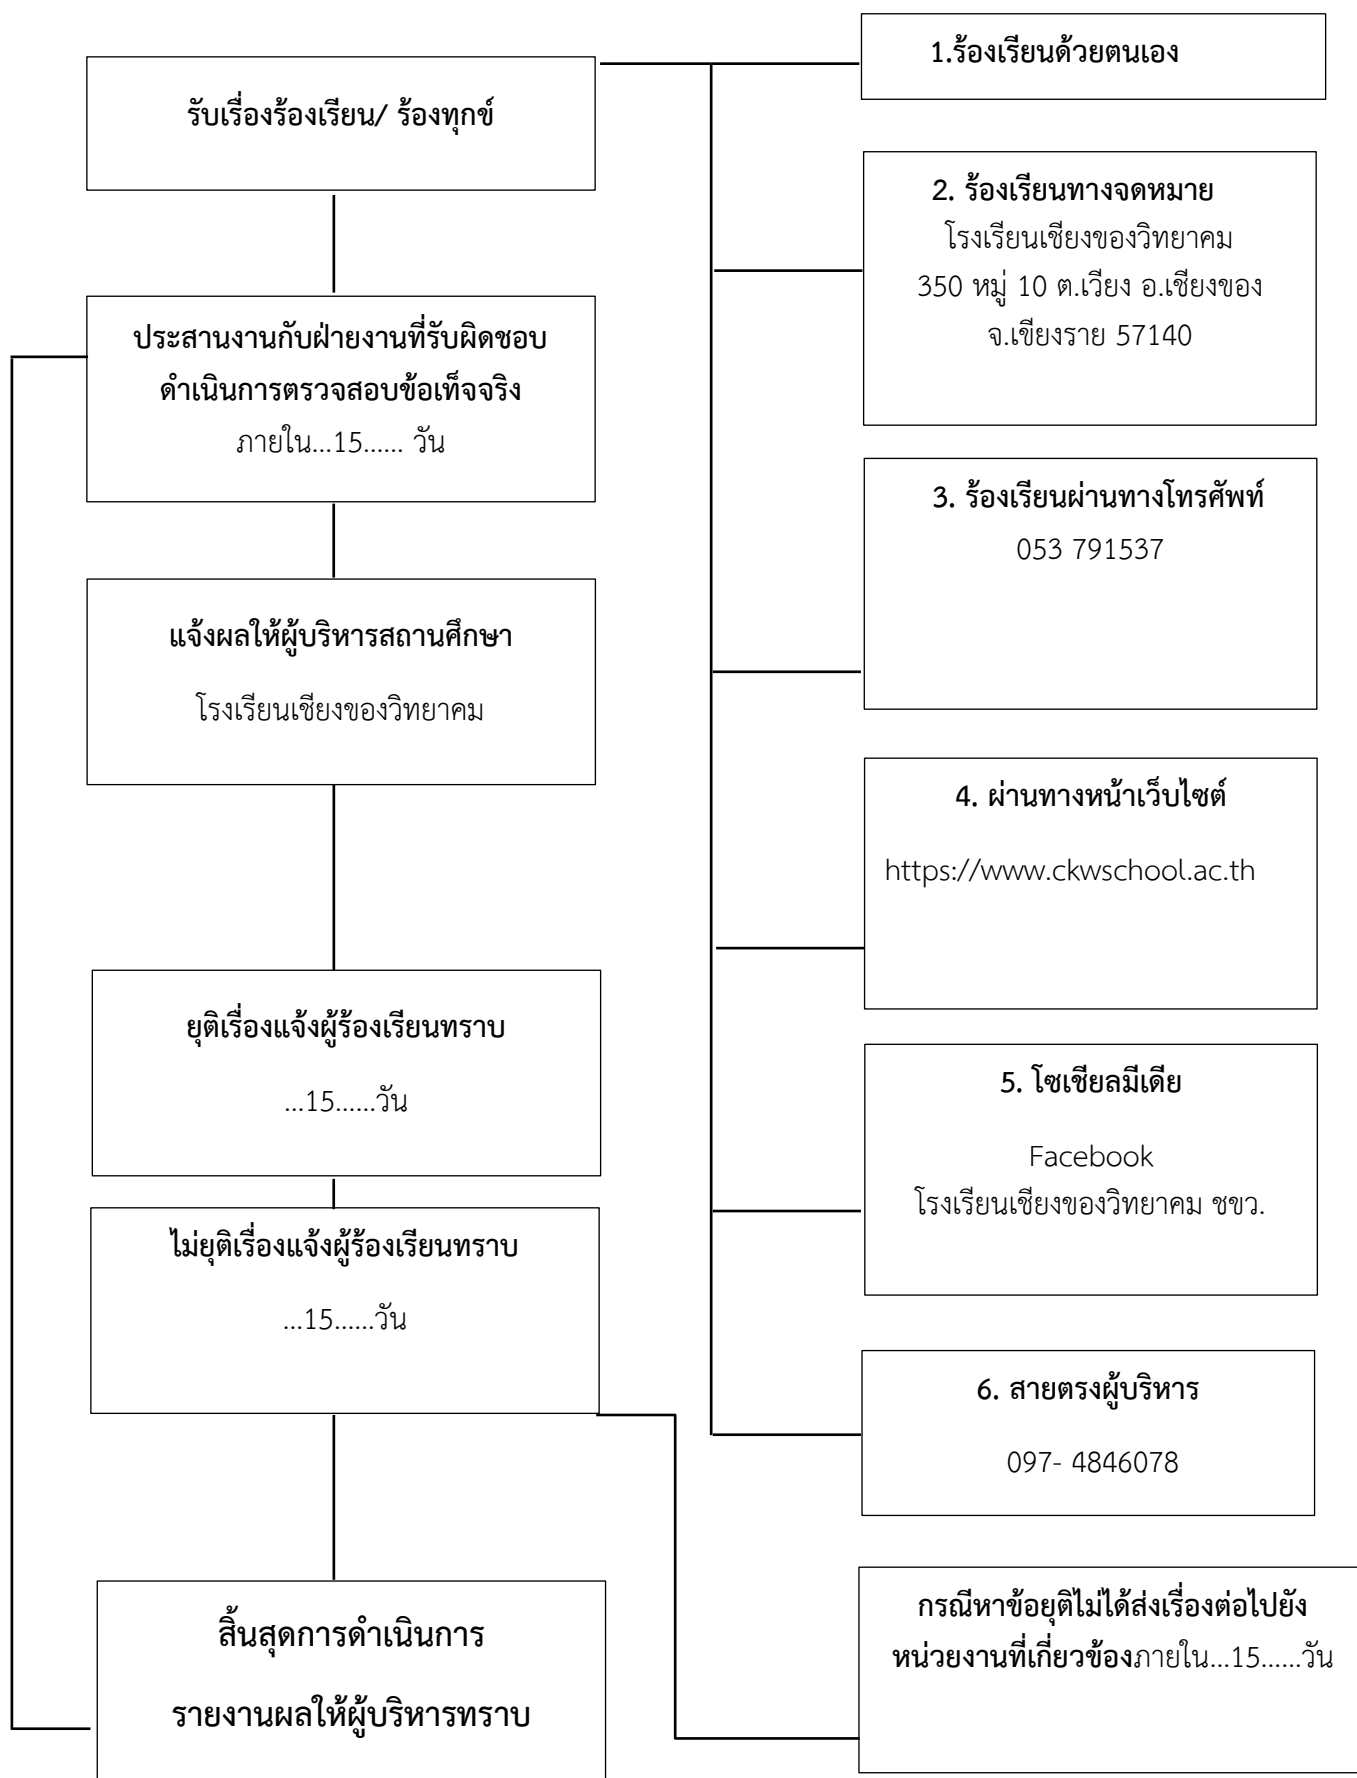 รับเรื่องร้องเรียน/ ร้องทุกข์
ประสานงานกับฝ่ายงานที่รับผิดชอบ
ดำเนินการตรวจสอบข้อเท็จจริง
ภายใน...15...... วัน
แจ้งผลให้ผู้บริหารสถานศึกษา
โรงเรียนเชียงของวิทยาคม
ยุติเรื่องแจ้งผู้ร้องเรียนทราบ
...15......วัน
ไม่ยุติเรื่องแจ้งผู้ร้องเรียนทราบ
...15......วัน
สิ้นสุดการดำเนินการ
รายงานผลให้ผู้บริหารทราบ
1.ร้องเรียนด้วยตนเอง
2. ร้องเรียนทางจดหมาย
โรงเรียนเชียงของวิทยาคม
350 หมู่ 10 ต.เวียง อ.เชียงของ
จ.เขียงราย 57140
3. ร้องเรียนผ่านทางโทรศัพท์
053 791537
4. ผ่านทางหน้าเว็บไซต์
https://www.ckwschool.ac.th
5. โซเชียลมีเดีย
Facebook
โรงเรียนเชียงของวิทยาคม ชขว.
6. สายตรงผู้บริหาร
097- 4846078
กรณีหาข้อยุติไม่ได้ส่งเรื่องต่อไปยัง
หน่วยงานที่เกี่ยวข้องภายใน...15......วัน